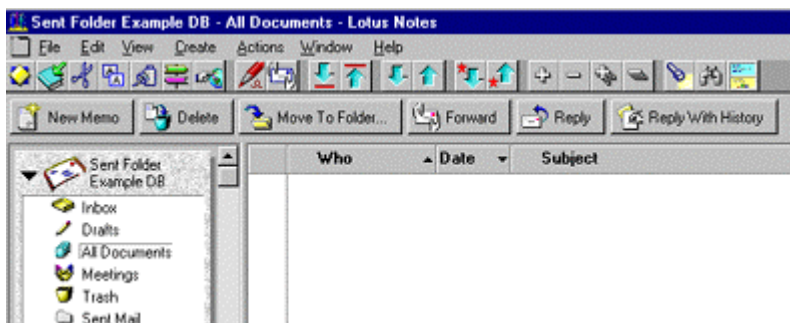 Sent Folder Example DB - All Documents - Lotus Notes
File Edit View Create Actions Window Help
New Memo Delete Move To Folder... Forward Reply Reply With History
Who Date Subject
Sent Folder
Example DB
Inbox
Drafts
All Documents
Meetings
Trash
Sent Mail